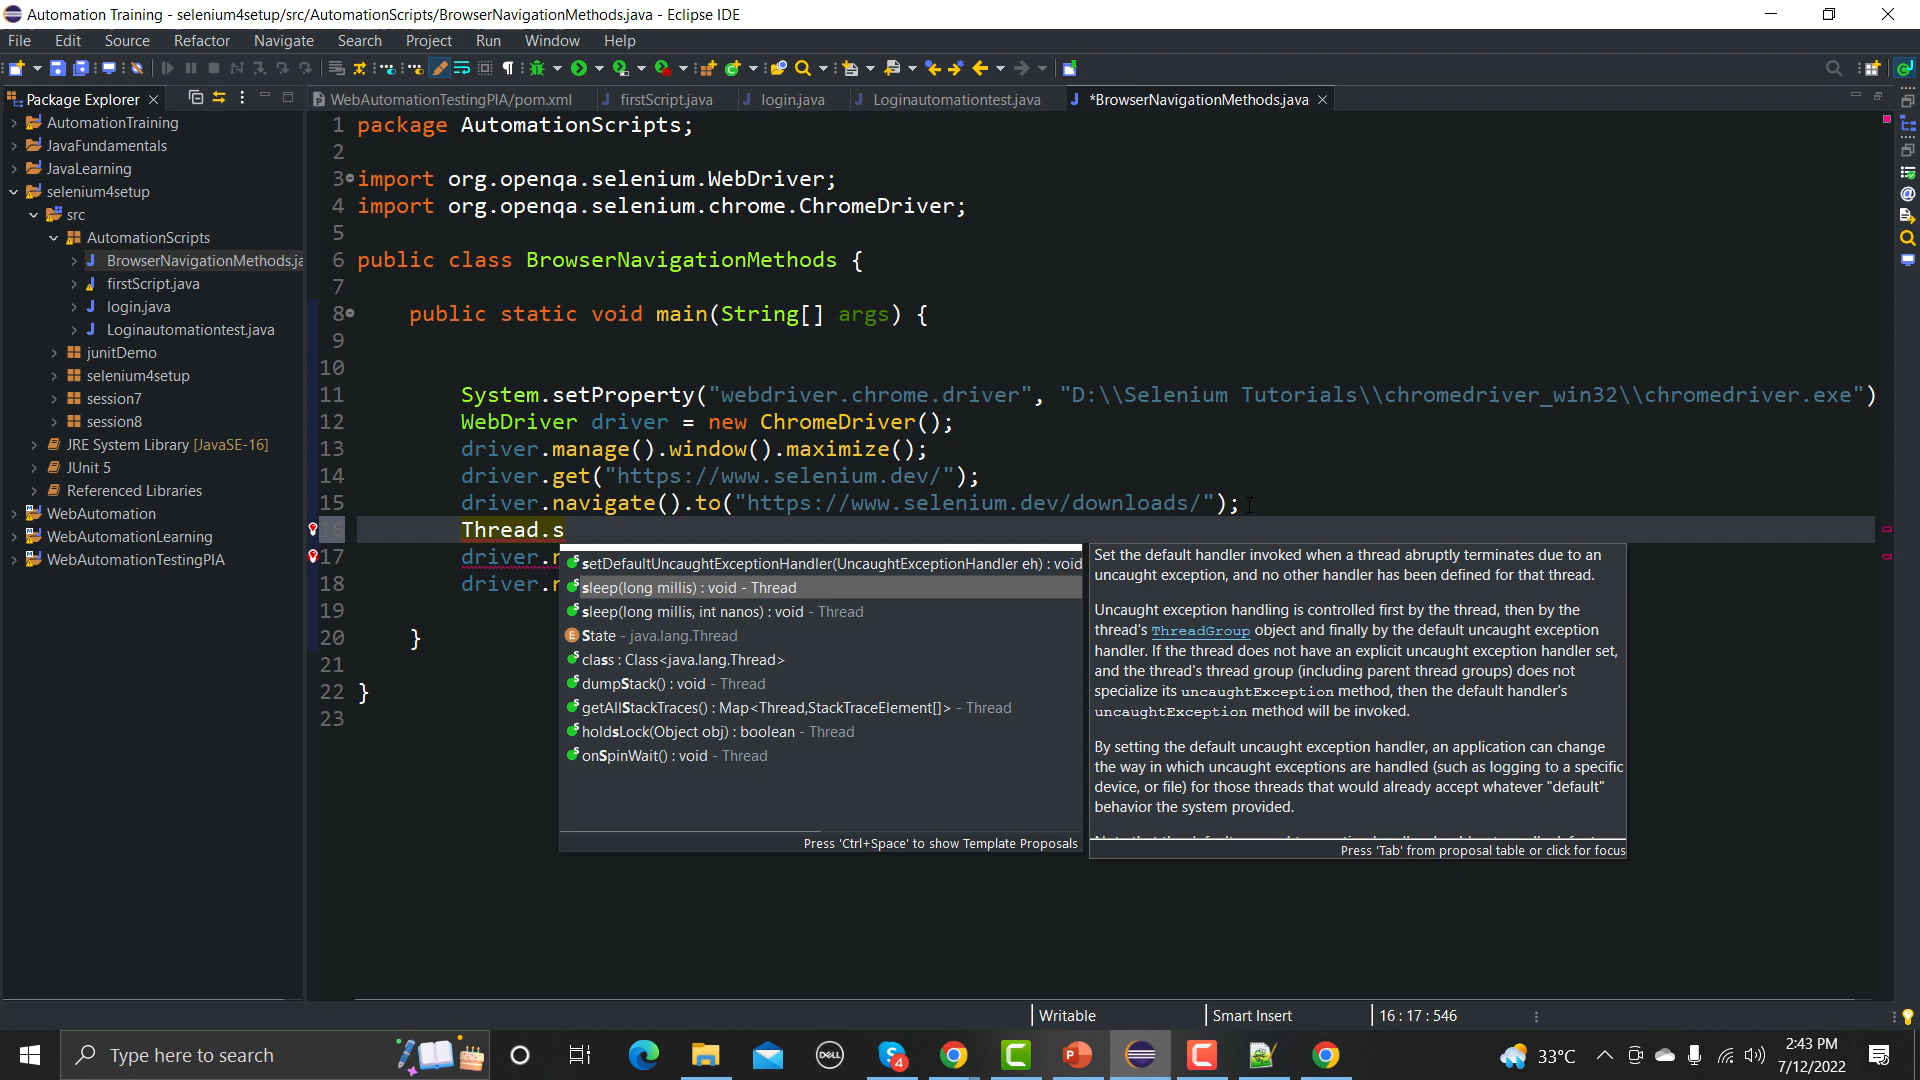 Automation Training - selenium4setup/src/AutomationScripts/BrowserNavigationMethods.java - Eclipse IDE
File Edit Source Refactor Navigate Search Project Run Window Help
Package Explorer
WebAutomationTestingPIA/pom.xml firstScript.java login.java Loginautomationtest.java *BrowserNavigationMethods.java
AutomationTraining
JavaFundamentals
JavaLearning
selenium4setup
src
AutomationScripts
BrowserNavigationMethods.ja
firstScript.java
login.java
Loginautomationtest.java
junitDemo
selenium4setup
session7
session8
JRE System Library [JavaSE-16]
JUnit 5
Referenced Libraries
WebAutomation
WebAutomationLearning
WebAutomationTestingPIA
1 package AutomationScripts;
2
3 import org.openqa.selenium.WebDriver;
4 import org.openqa.selenium.chrome.ChromeDriver;
5
6 public class BrowserNavigationMethods {
7
8 public static void main(String[] args) {
9
10
11 System.setProperty("webdriver.chrome.driver", "D:\\Selenium Tutorials\\chromedriver_win32\\chromedriver.exe")
12 WebDriver driver = new ChromeDriver();
13 driver.manage().window().maximize();
14 driver.get("https://www.selenium.dev/");
15 driver.navigate().to("https://www.selenium.dev/downloads/");
16 Thread.s
17 driver.n
18 driver.n
19
20 }
21
22 }
23
setDefaultUncaughtExceptionHandler(UncaughtExceptionHandler eh) : void
sleep(long millis) : void - Thread
sleep(long millis, int nanos) : void - Thread
State - java.lang.Thread
class : Class<java.lang.Thread>
dumpStack() : void - Thread
getAllStackTraces() : Map<Thread,StackTraceElement[]> - Thread
holdsLock(Object obj) : boolean - Thread
onSpinWait() : void - Thread
Press 'Ctrl+Space' to show Template Proposals
Set the default handler invoked when a thread abruptly terminates due to an
uncaught exception, and no other handler has been defined for that thread.
Uncaught exception handling is controlled first by the thread, then by the
thread's ThreadGroup object and finally by the default uncaught exception
handler. If the thread does not have an explicit uncaught exception handler set,
and the thread's thread group (including parent thread groups) does not
specialize its uncaughtException method, then the default handler's
uncaughtException method will be invoked.
By setting the default uncaught exception handler, an application can change
the way in which uncaught exceptions are handled (such as logging to a specific
device, or file) for those threads that would already accept whatever "default"
behavior the system provided.
Press 'Tab' from proposal table or click for focus
Writable Smart Insert 16 : 17 : 546
Type here to search
DELL
4
33°C
2:43 PM
7/12/2022